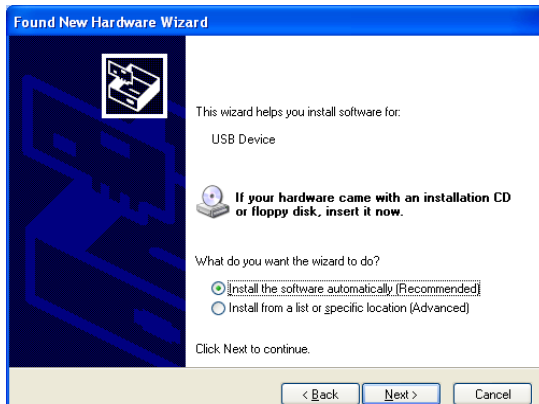 Found New Hardware Wizard
This wizard helps you install software for:
USB Device
If your hardware came with an installation CD
or floppy disk, insert it now.
What do you want the wizard to do?
Install the software automatically (Recommended)
Install from a list or specific location (Advanced)
Click Next to continue.
< Back Next > Cancel